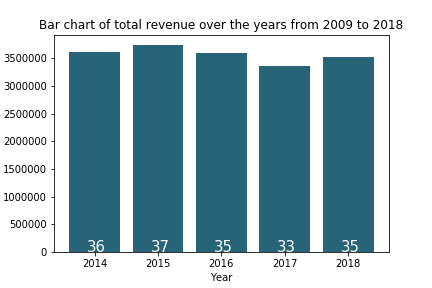 Bar chart of total revenue over the years from 2009 to 2018
3500000
3000000
2500000
2000000
1500000
1000000
500000
0
36 37 35 33 35
2014 2015 2016 2017 2018
Year